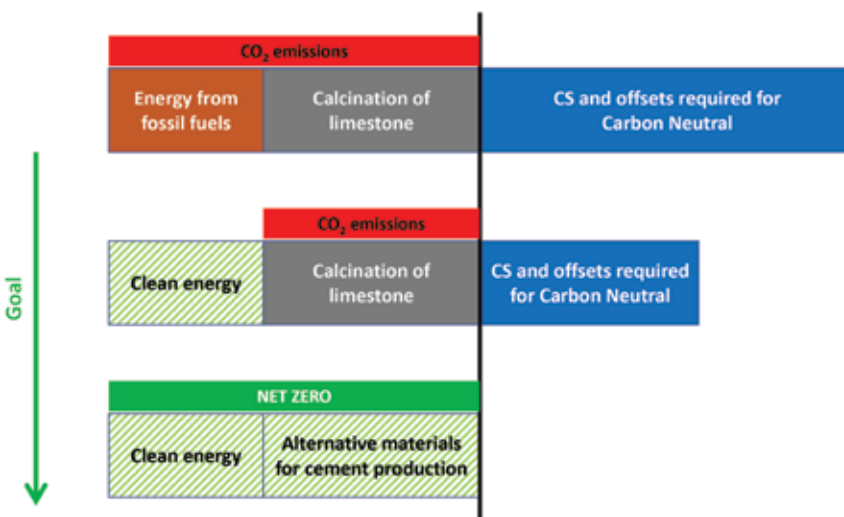 CO₂ emissions
Energy from
fossil fuels
Calcination of
limestone
CS and offsets required for
Carbon Neutral
CO₂ emissions
Clean energy
Calcination of
limestone
CS and offsets required
for Carbon Neutral
Goal
NET ZERO
Clean energy
Alternative materials
for cement production